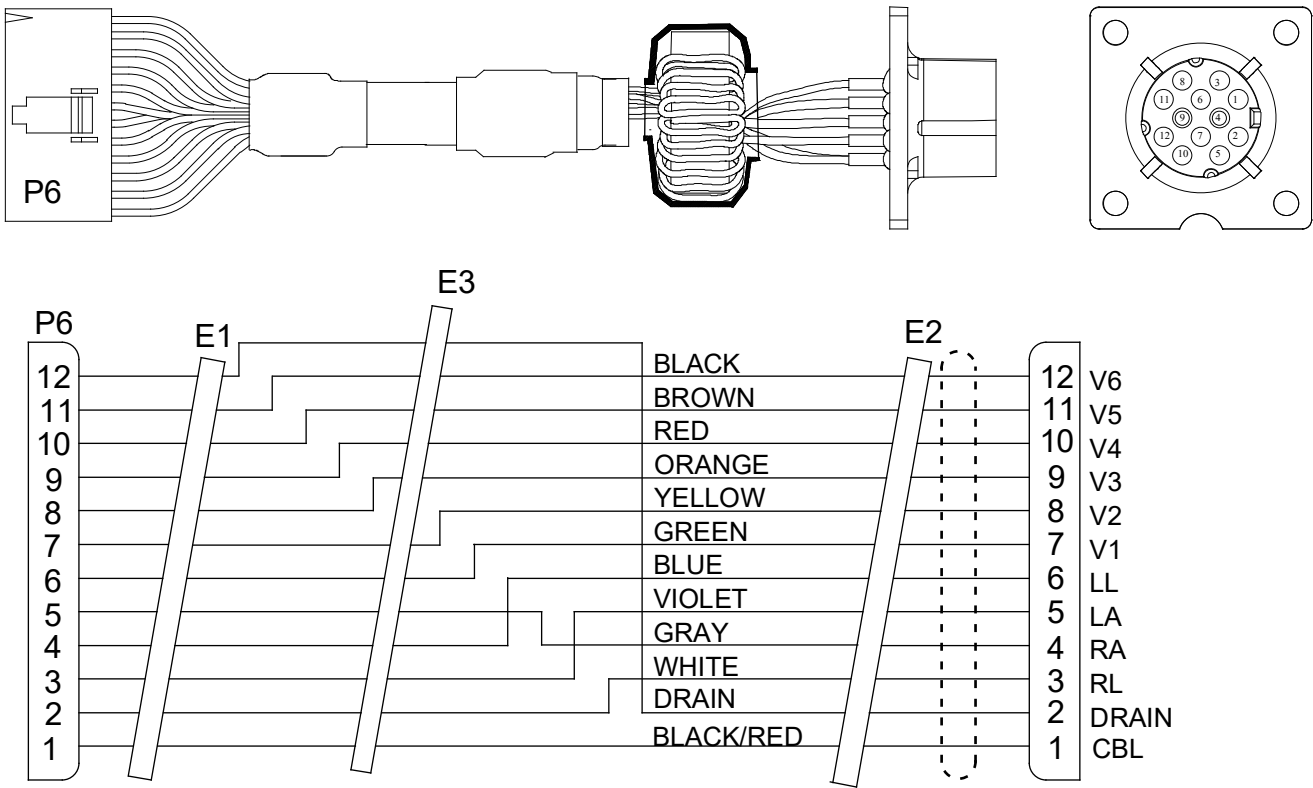 P6
8 3
11 6 1
9 4
12 7 2
10 5
E3
P6
E1
E2
12 BLACK 12 V6
11 BROWN 11 V5
10 RED 10 V4
9 ORANGE 9 V3
8 YELLOW 8 V2
7 GREEN 7 V1
6 BLUE 6 LL
5 VIOLET 5 LA
4 GRAY 4 RA
3 WHITE 3 RL
2 DRAIN 2 DRAIN
1 BLACK/RED 1 CBL